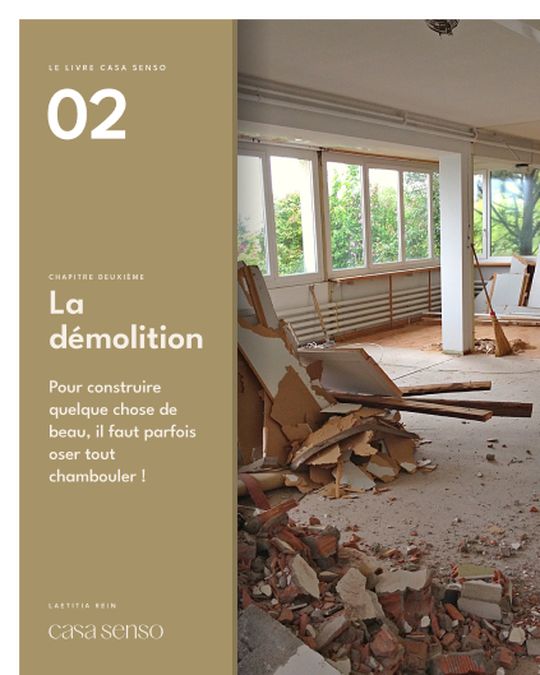 LE LIVRE CASA SENSO
02
CHAPITRE DEUXIÈME
La
démolition
Pour construire
quelque chose de
beau, il faut parfois
oser tout
chambouler !
LAETITIA REIN
casa senso